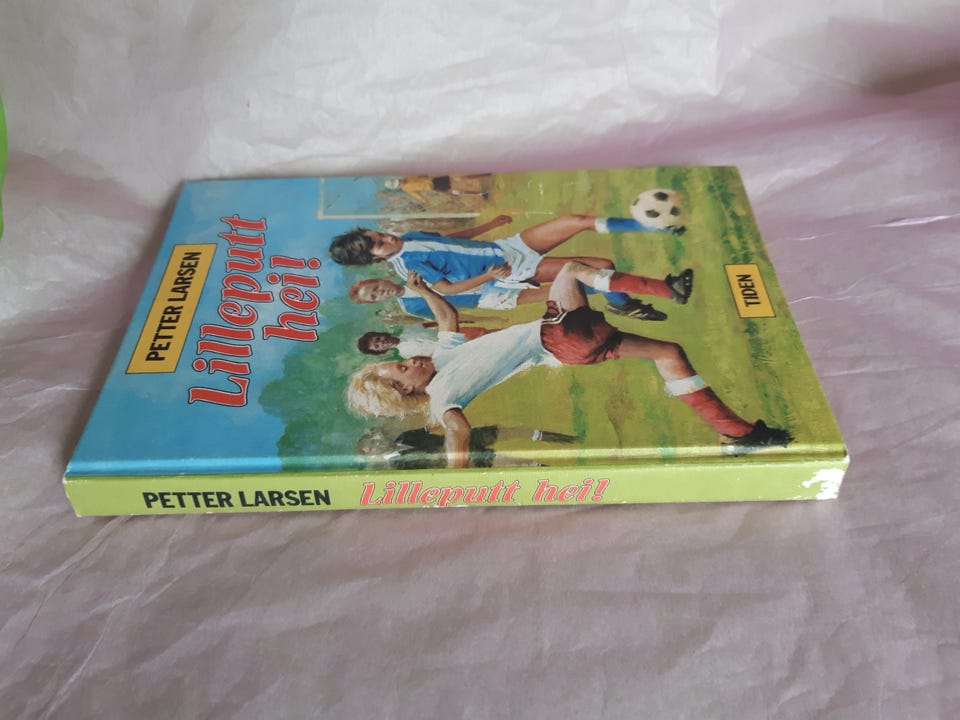 PETTER LARSEN
Lilleputt
hei!
TIDEN
PETTER LARSEN Lilleputt hei!